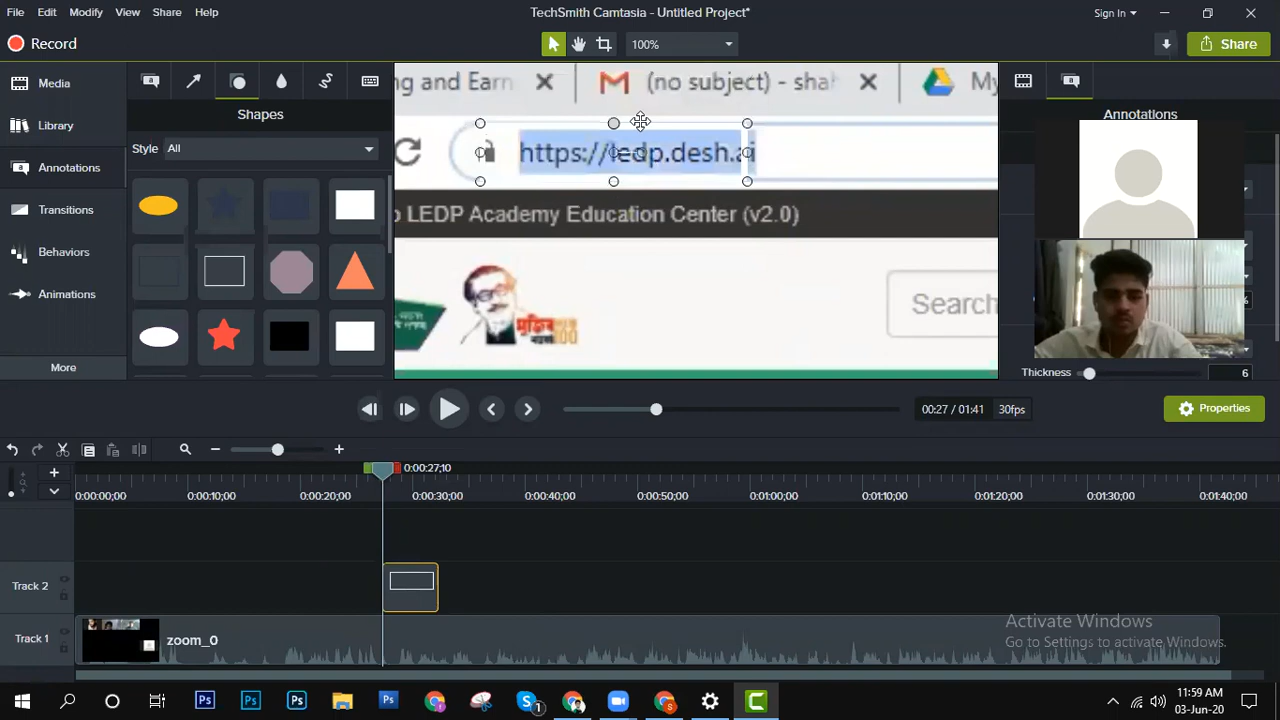 TechSmith Camtasia - Untitled Project*
File Edit Modify View Share Help
Sign In
Record
100%
Share
Media
Library
Annotations
Transitions
Behaviors
Animations
More
Shapes
Style All
ng and Earn
(no subject) - shah
My
https://ledp.desh.ai
o LEDP Academy Education Center (v2.0)
মুজিব
100
Search
Annotations
Thickness 6
%
00:27 / 01:41 30fps
Properties
0:00:27;10
0:00:00;00 0:00:10;00 0:00:20;00 0:00:30;00 0:00:40;00 0:00:50;00 0:01:00;00 0:01:10;00 0:01:20;00 0:01:30;00 0:01:40;00
Track 2
Track 1
zoom_0
Activate Windows
Go to Settings to activate Windows.
11:59 AM
03-Jun-20